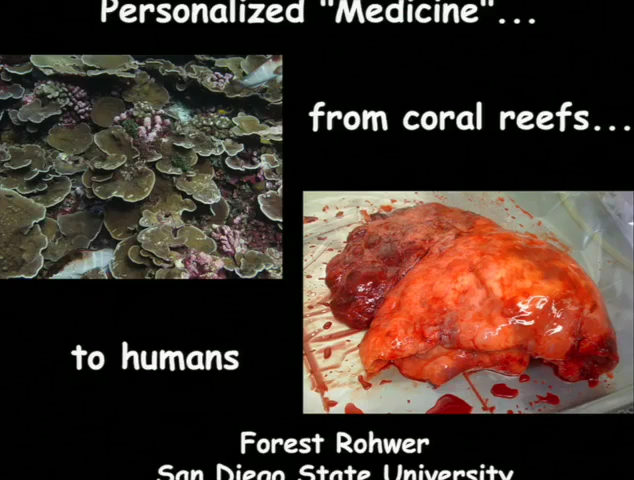 Personalized "Medicine"...
from coral reefs...
to humans
Forest Rohwer
San Diego State University